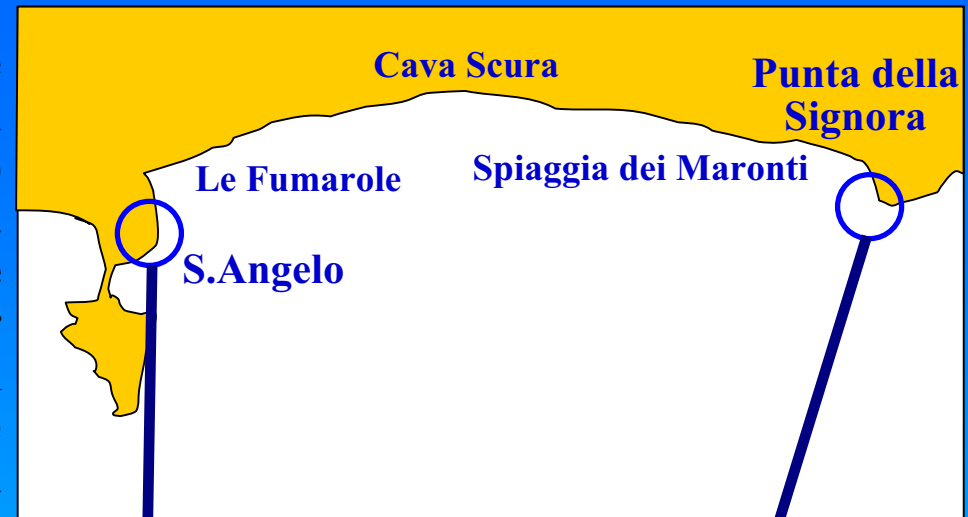 Cava Scura
Punta della
Signora
Le Fumarole
Spiaggia dei Maronti
S.Angelo